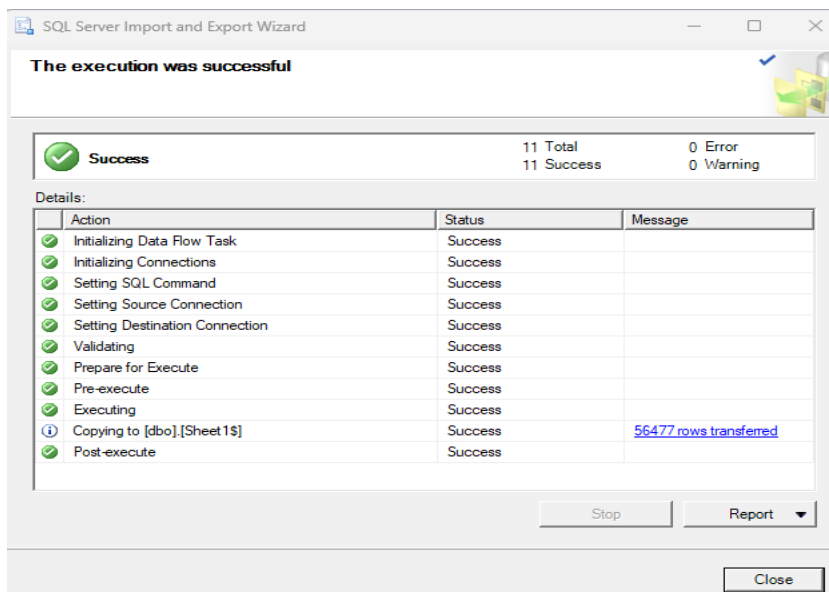 SQL Server Import and Export Wizard
The execution was successful
Success
11 Total 0 Error
11 Success 0 Warning
Details:
Action Status Message
Initializing Data Flow Task Success
Initializing Connections Success
Setting SQL Command Success
Setting Source Connection Success
Setting Destination Connection Success
Validating Success
Prepare for Execute Success
Pre-execute Success
Executing Success
Copying to [dbo].[Sheet1$] Success 56477 rows transferred
Post-execute Success
Stop Report
Close